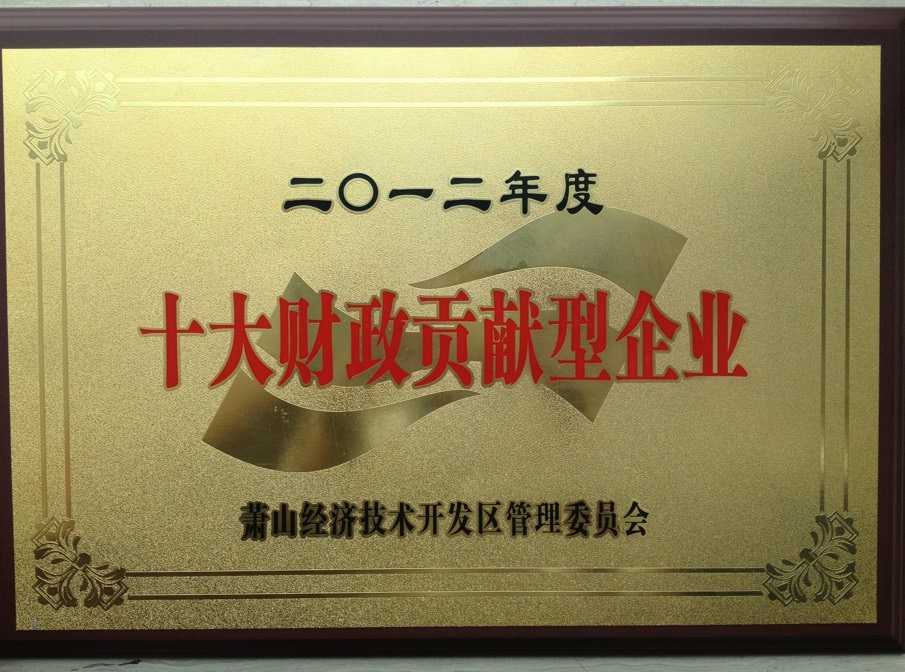 二〇一二年度
十大财政贡献型企业
萧山经济技术开发区管理委员会